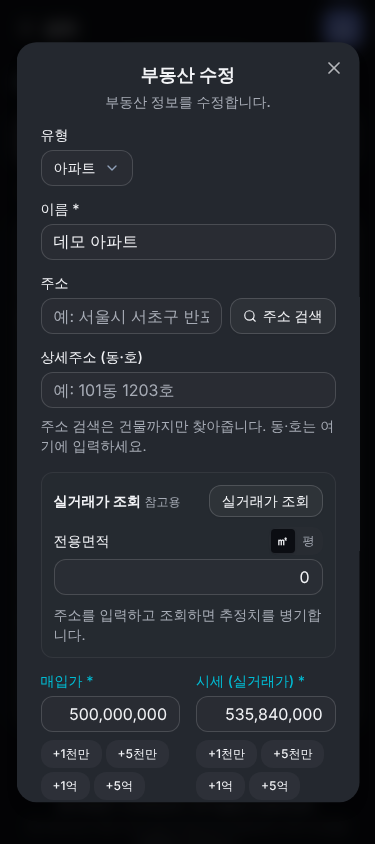 부동산 수정
부동산 정보를 수정합니다.
유형
아파트
이름 *
데모 아파트
주소
예: 서울시 서초구 반포
주소 검색
상세주소 (동·호)
예: 101동 1203호
주소 검색은 건물까지만 찾아줍니다. 동·호는 여
기에 입력하세요.
실거래가 조회 참고용
실거래가 조회
전용면적
㎡ 평
0
주소를 입력하고 조회하면 추정치를 병기합
니다.
매입가 * 시세 (실거래가) *
500,000,000 535,840,000
+1천만 +5천만 +1천만 +5천만
+1억 +5억 +1억 +5억